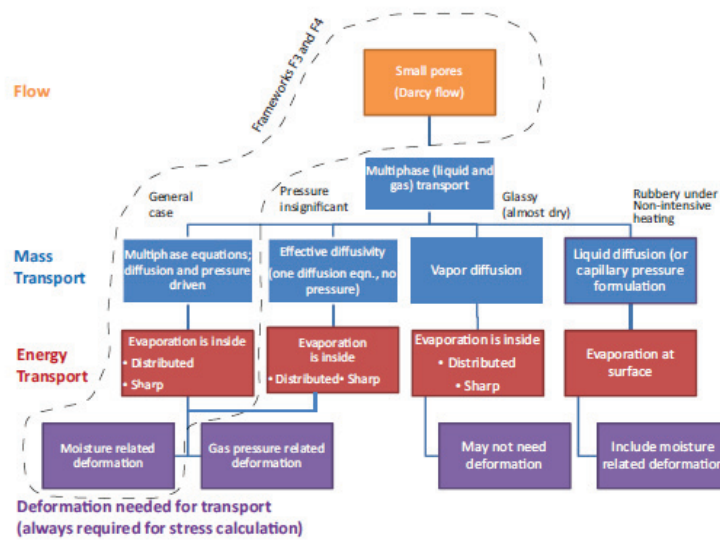 Frameworks F3 and F4
Flow
Small pores
(Darcy flow)
Multiphase (liquid and
gas) transport
General
case
Pressure
insignificant
Glassy
(almost dry)
Rubbery under
Non-intensive
heating
Mass
Transport
Multiphase equations;
diffusion and pressure
driven
Effective diffusivity
(one diffusion eqn., no
pressure)
Vapor diffusion
Liquid diffusion (or
capillary pressure
formulation
Energy
Transport
Evaporation is inside
• Distributed
• Sharp
Evaporation
is inside
• Distributed • Sharp
Evaporation is inside
• Distributed
• Sharp
Evaporation at
surface
Moisture related
deformation
Gas pressure related
deformation
May not need
deformation
Include moisture
related deformation
Deformation needed for transport
(always required for stress calculation)